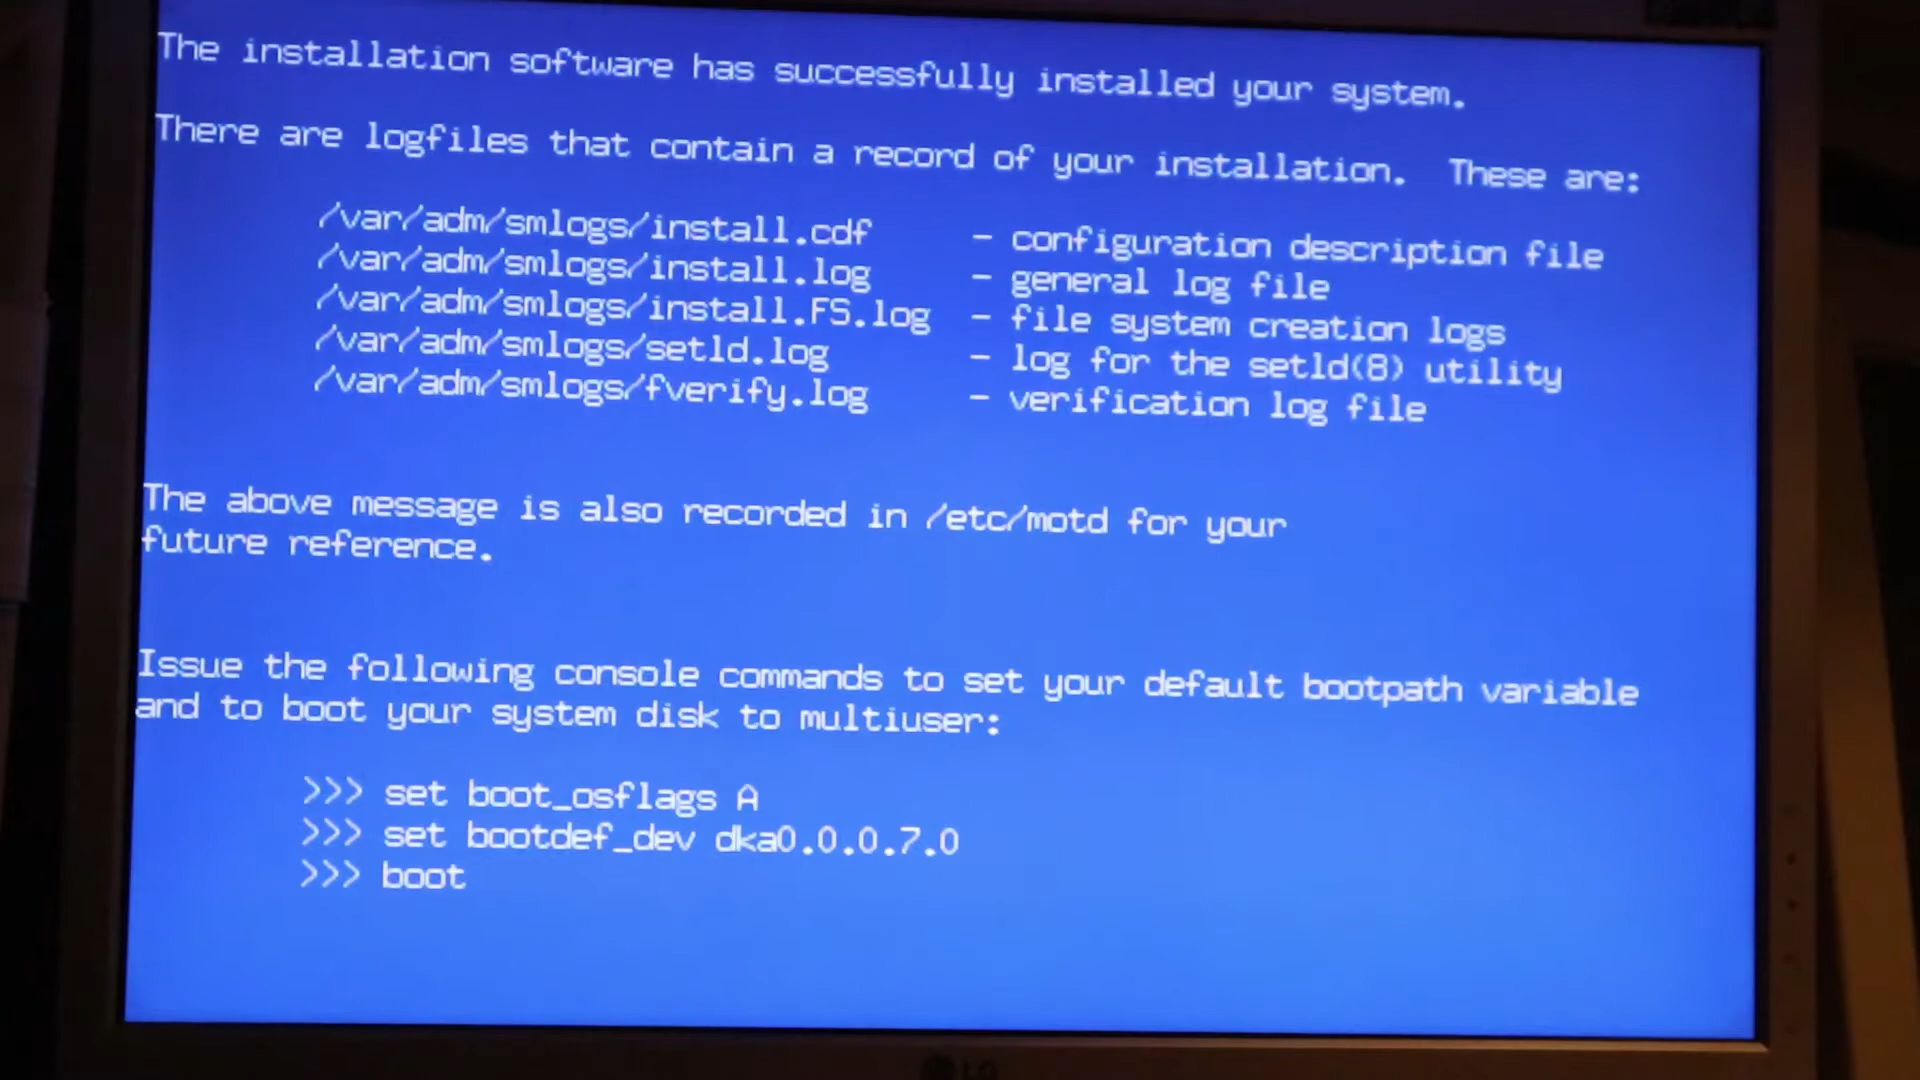 The installation software has successfully installed your system.
There are logfiles that contain a record of your installation.  These are:
/var/adm/smlogs/install.cdf - configuration description file
/var/adm/smlogs/install.log - general log file
/var/adm/smlogs/install.FS.log - file system creation logs
/var/adm/smlogs/setld.log - log for the setld(8) utility
/var/adm/smlogs/fverify.log - verification log file
The above message is also recorded in /etc/motd for your
future reference.
Issue the following console commands to set your default bootpath variable
and to boot your system disk to multiuser:
>>> set boot_osflags A
>>> set bootdef_dev dka0.0.0.7.0
>>> boot
LG